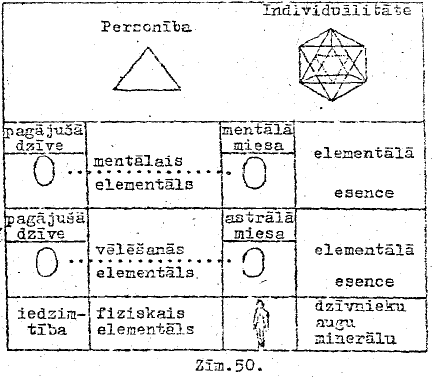 Individuālitāte
Personība
pagājušā
dzīve
mentālais
elementāls
mentālā
miesa
elementālā
esence
pagājušā
dzīve
vēlēšanās
elementāls
astrālā
miesa
elementālā
esence
iedzim-
tība
fiziskais
elementāls
dzīvnieku
augu
minerālu
Zīm.50.